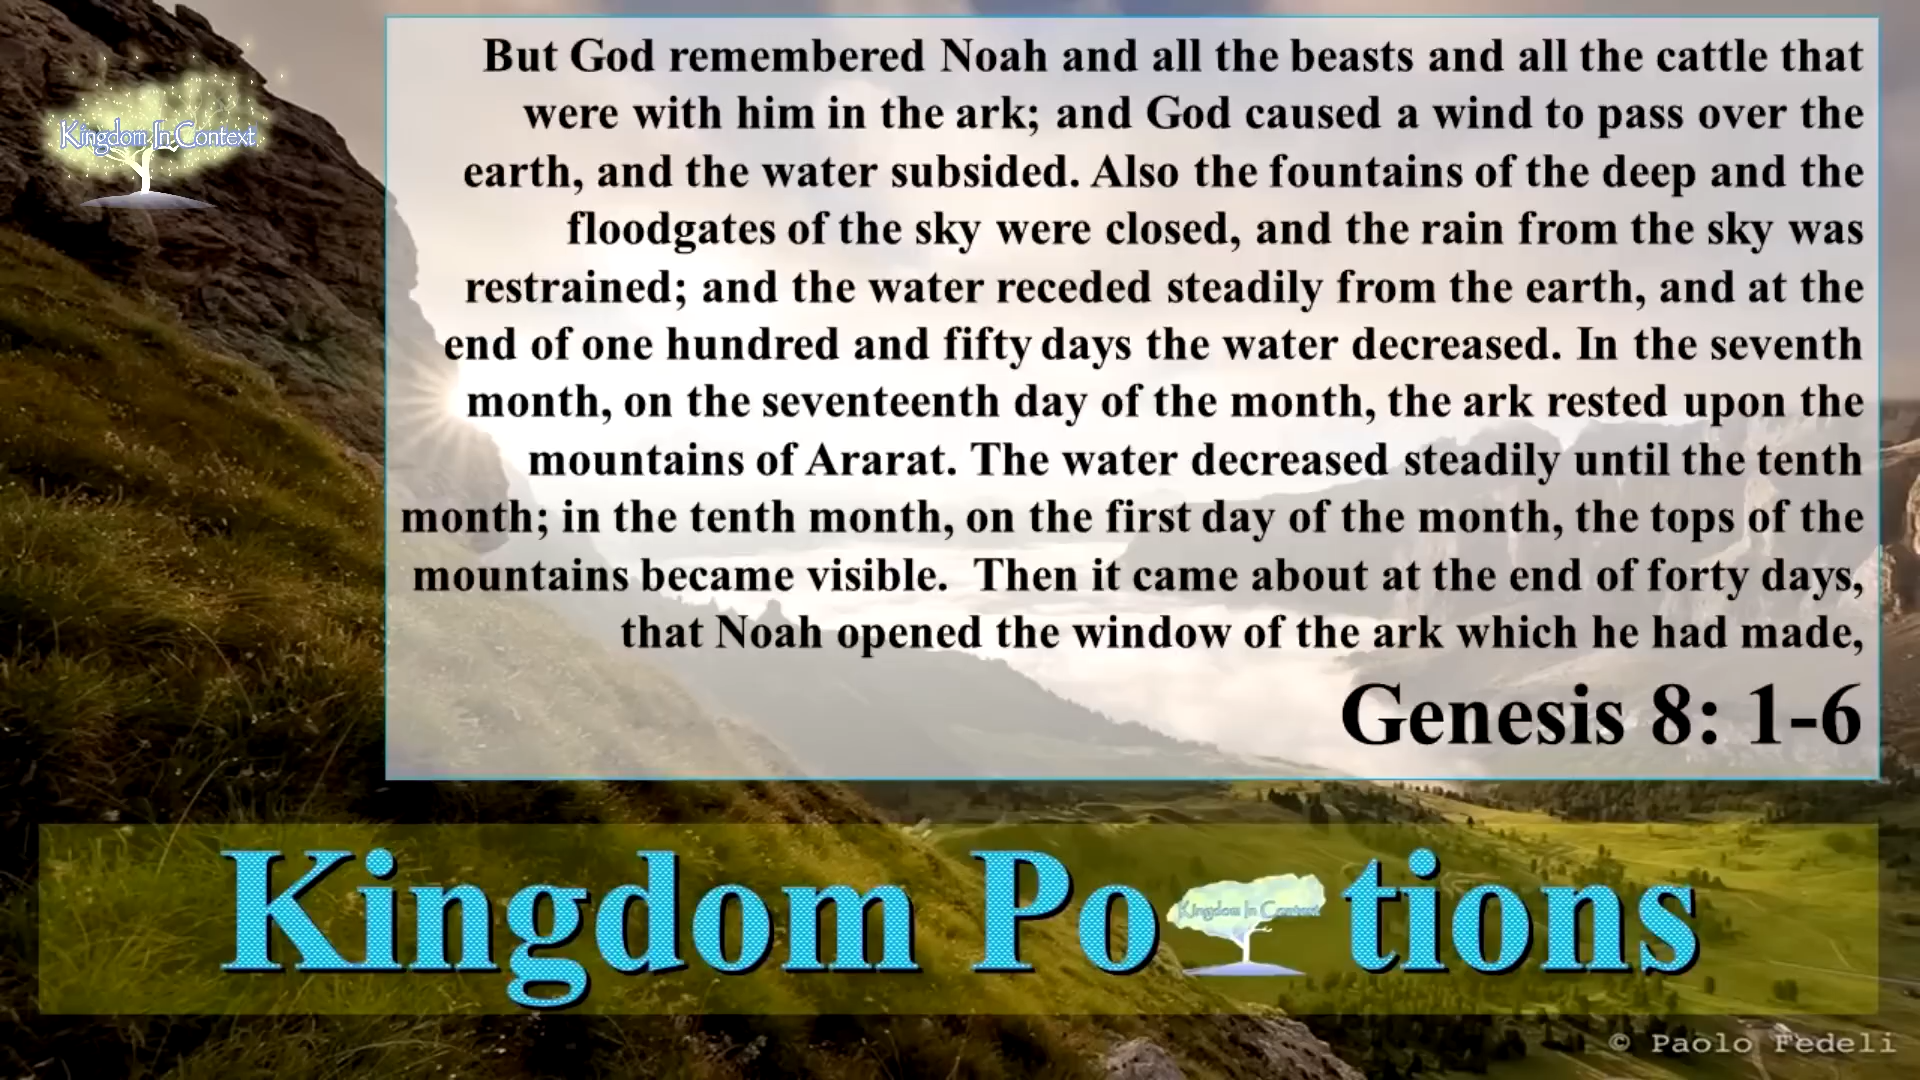 Kingdom In Context
But God remembered Noah and all the beasts and all the cattle that
were with him in the ark; and God caused a wind to pass over the
earth, and the water subsided. Also the fountains of the deep and the
floodgates of the sky were closed, and the rain from the sky was
restrained; and the water receded steadily from the earth, and at the
end of one hundred and fifty days the water decreased. In the seventh
month, on the seventeenth day of the month, the ark rested upon the
mountains of Ararat. The water decreased steadily until the tenth
month; in the tenth month, on the first day of the month, the tops of the
mountains became visible.  Then it came about at the end of forty days,
that Noah opened the window of the ark which he had made,
Genesis 8: 1-6
Kingdom Po Kingdom In Context tions
© Paolo Fedeli